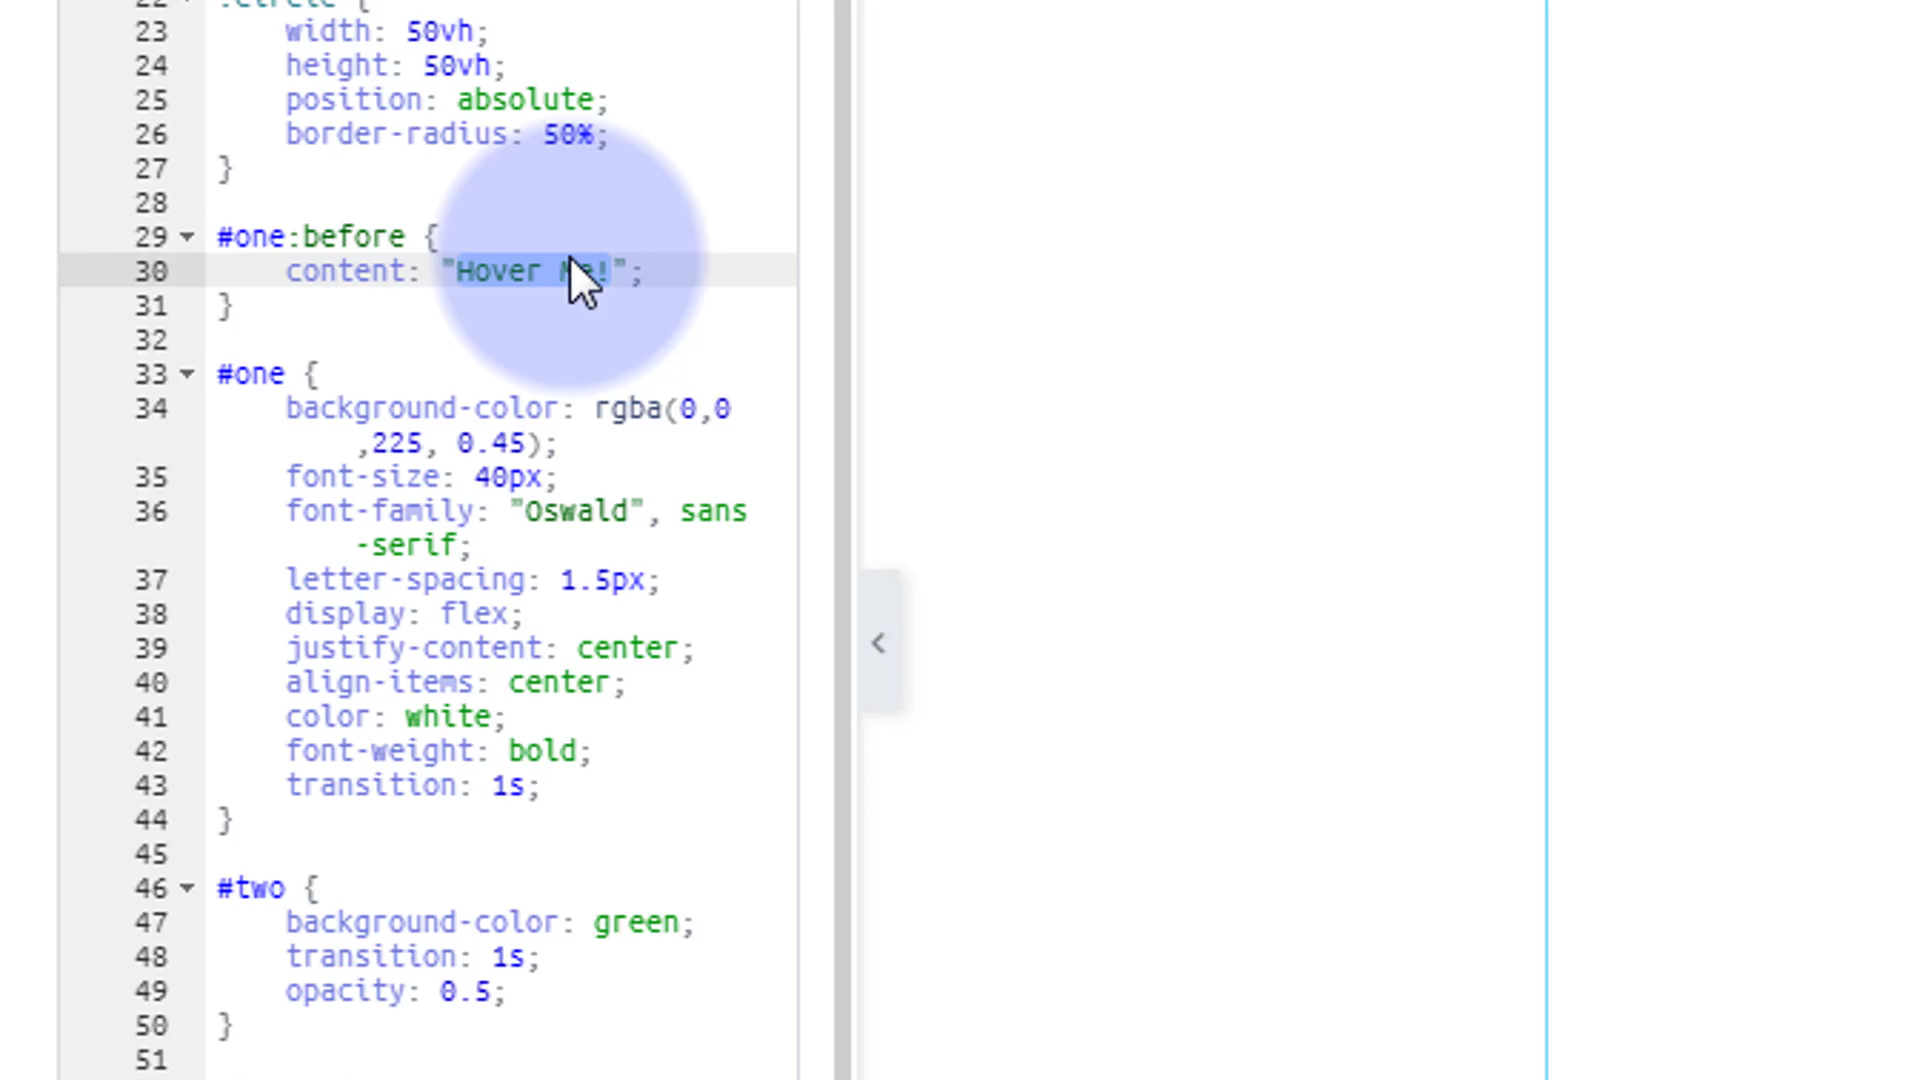 22 .circle {
23 width: 50vh;
24 height: 50vh;
25 position: absolute;
26 border-radius: 50%;
27 }
28
29 #one:before {
30 content: "Hover Me!";
31 }
32
33 #one {
34 background-color: rgba(0,0
,225, 0.45);
35 font-size: 40px;
36 font-family: "Oswald", sans
-serif;
37 letter-spacing: 1.5px;
38 display: flex;
39 justify-content: center;
40 align-items: center;
41 color: white;
42 font-weight: bold;
43 transition: 1s;
44 }
45
46 #two {
47 background-color: green;
48 transition: 1s;
49 opacity: 0.5;
50 }
51